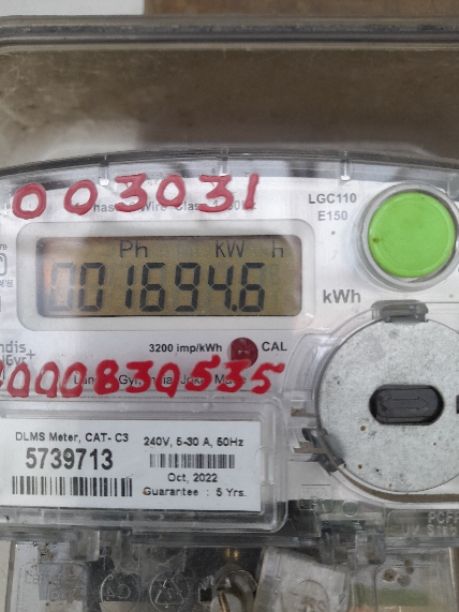 003031
LGC110
E150
Ph KW h
001694.6
kWh
3200 imp/kWh CAL
0000830535
DLMS Meter, CAT- C3
5739713
240V, 5-30 A, 50Hz
Oct, 2022
Guarantee : 5 Yrs.